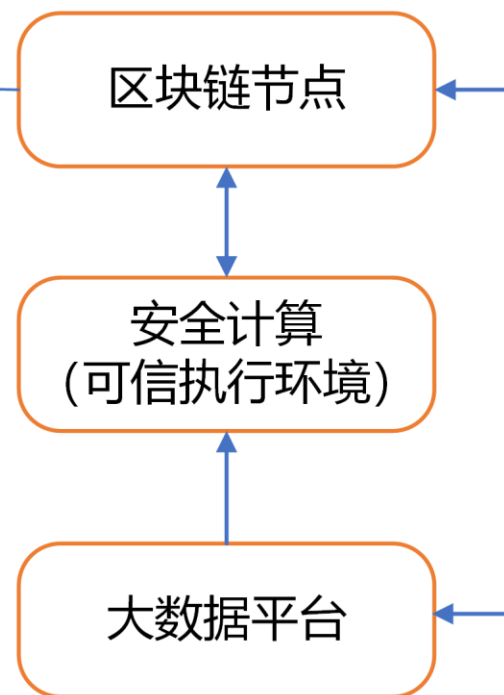 区块链节点
安全计算
（可信执行环境）
大数据平台